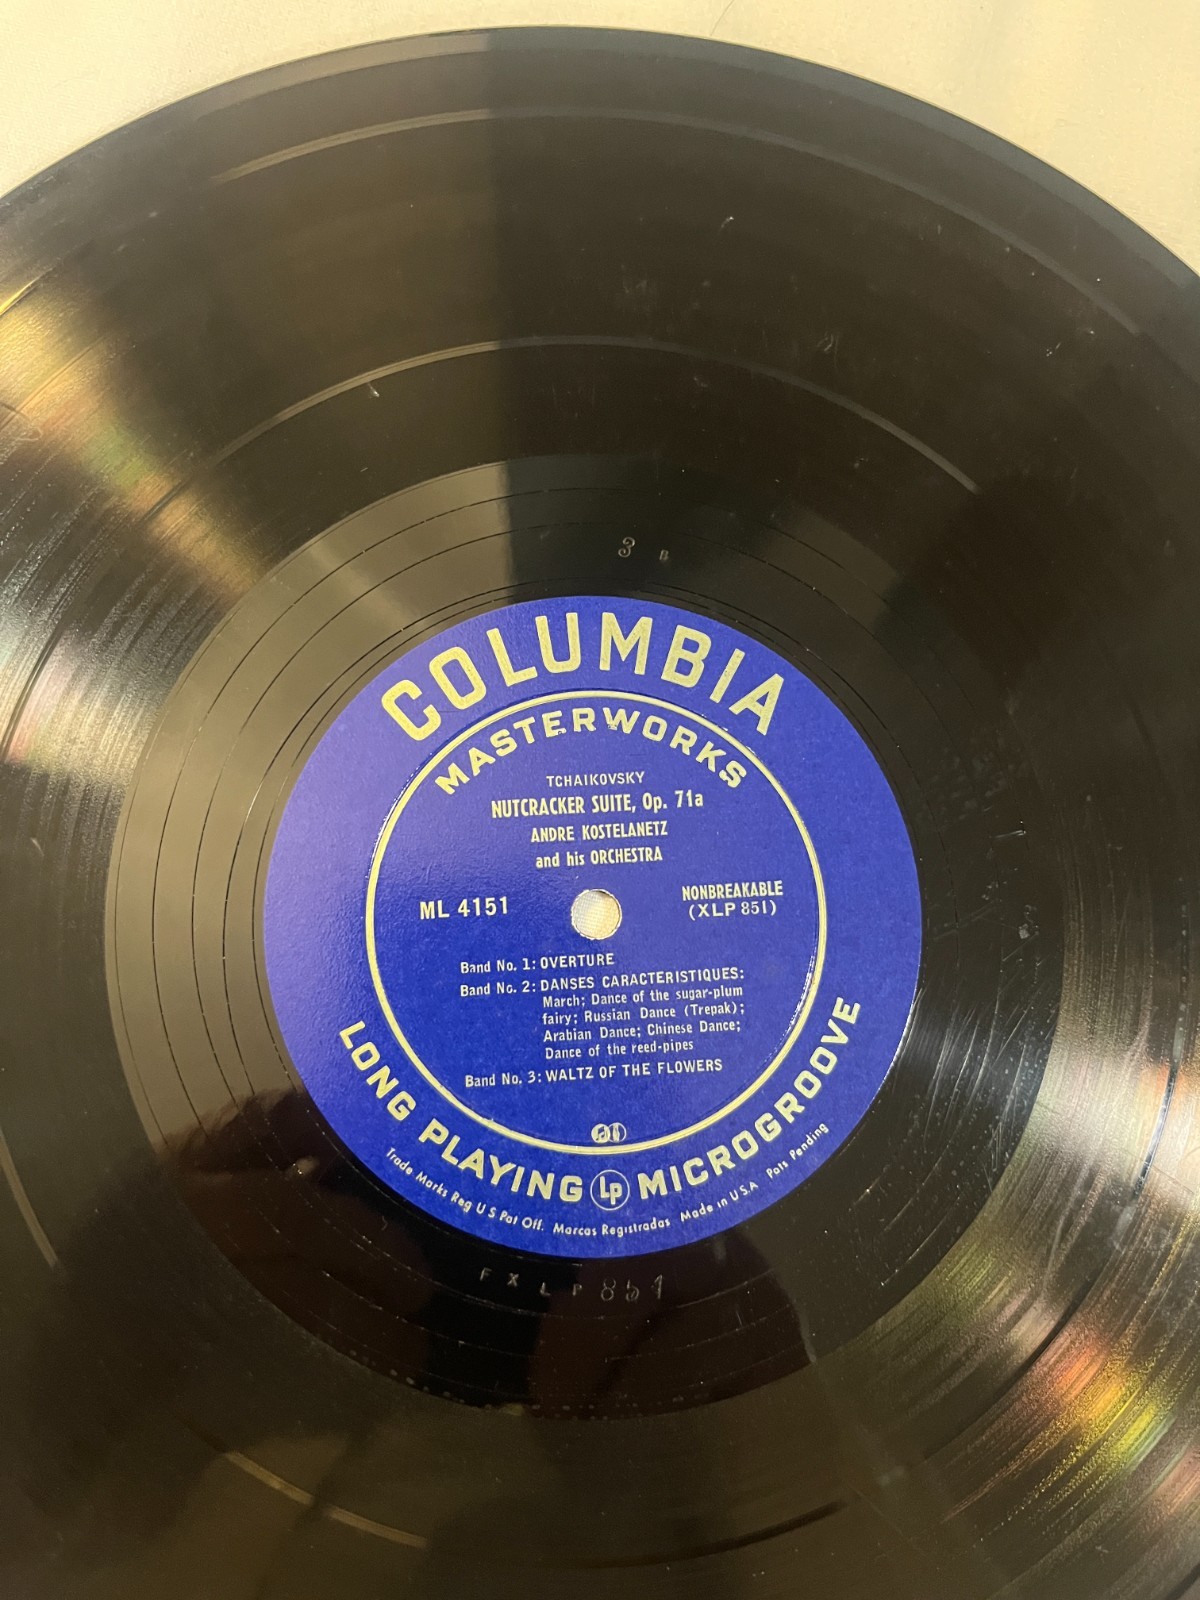 3 B
COLUMBIA
MASTERWORKS
TCHAIKOVSKY
NUTCRACKER SUITE, Op. 71a
ANDRE KOSTELANETZ
and his ORCHESTRA
ML 4151
NONBREAKABLE
(XLP 851)
Band No. 1: OVERTURE
Band No. 2: DANSES CARACTERISTIQUES:
March; Dance of the sugar-plum
fairy; Russian Dance (Trepak);
Arabian Dance; Chinese Dance;
Dance of the reed-pipes
Band No. 3: WALTZ OF THE FLOWERS
LONG PLAYING Lp MICROGROOVE
Trade Marks Reg U S Pat Off. Marcas Registradas Made in U.S.A Pats Pending
F X L P 851